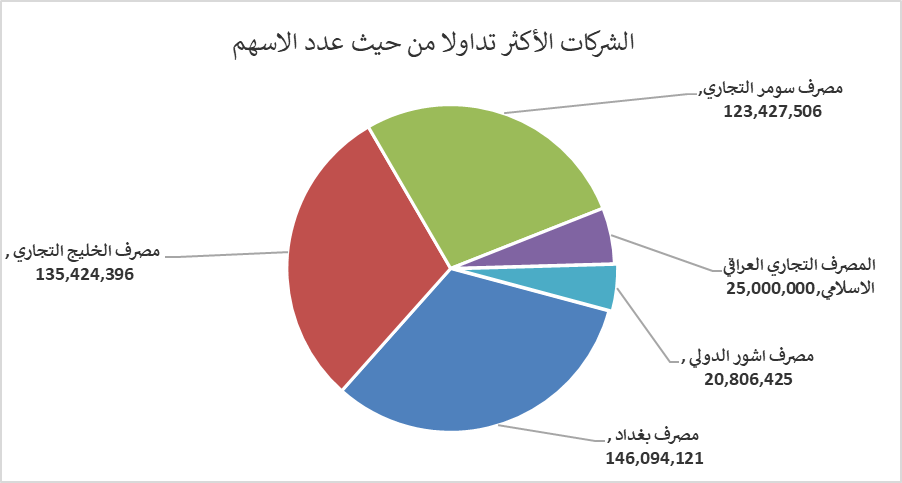 الشركات الأكثر تداولا من حيث عدد الاسهم
مصرف سومر التجاري,
123,427,506
مصرف الخليج التجاري ,
135,424,396
المصرف التجاري العراقي
الاسلامي, 25,000,000
مصرف اشور الدولي ,
20,806,425
مصرف بغداد ,
146,094,121